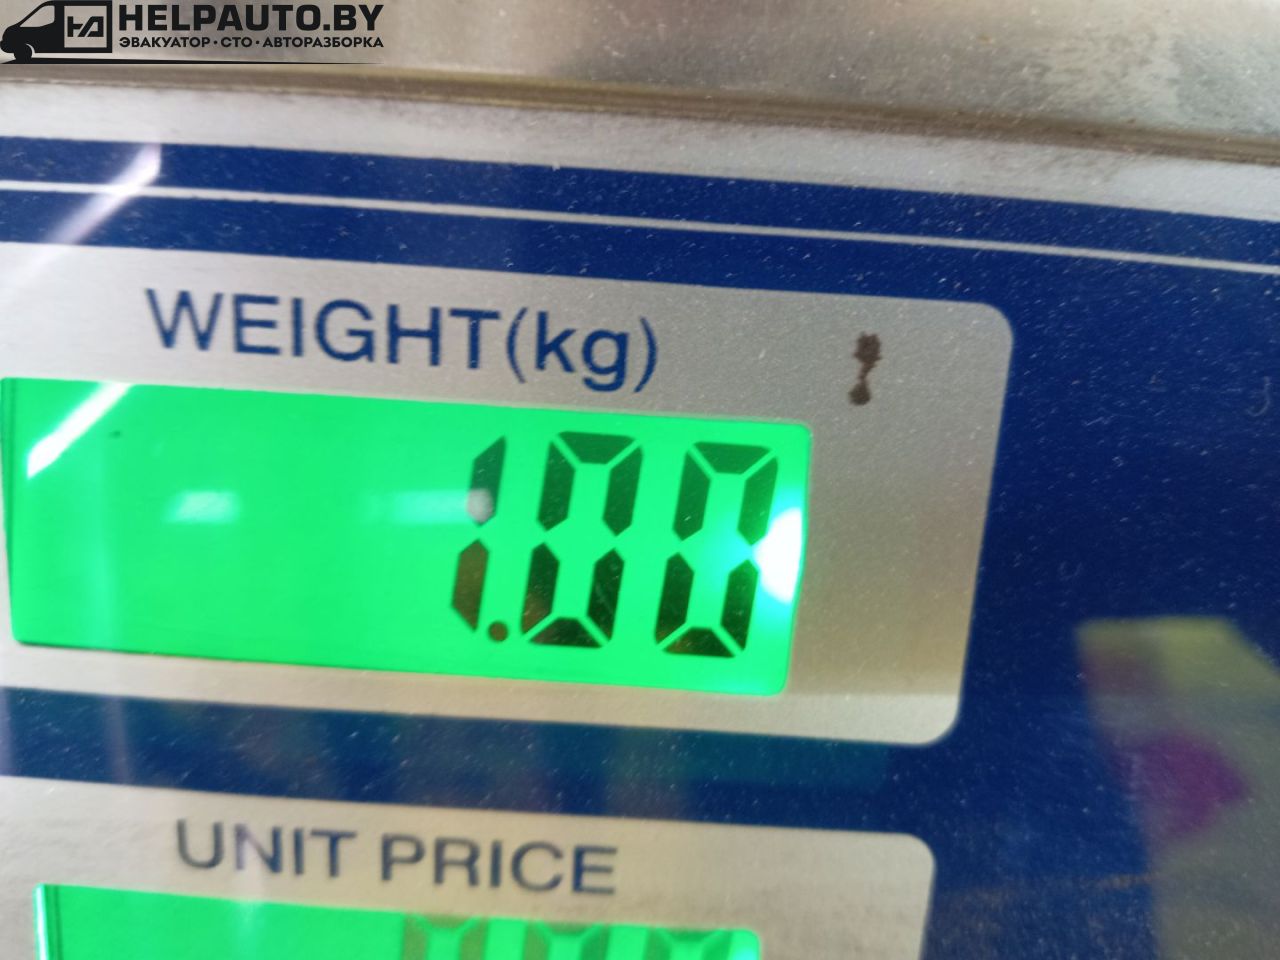 HELPAUTO.BY
ЭВАКУАТОР·СТО·АВТОРАЗБОРКА
WEIGHT(kg)
1.00
UNIT PRICE